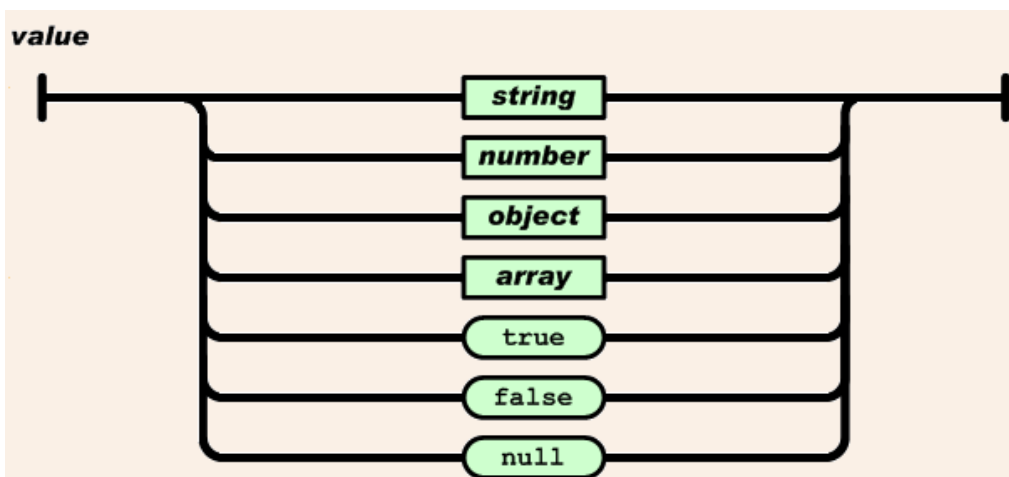 value
string
number
object
array
true
false
null